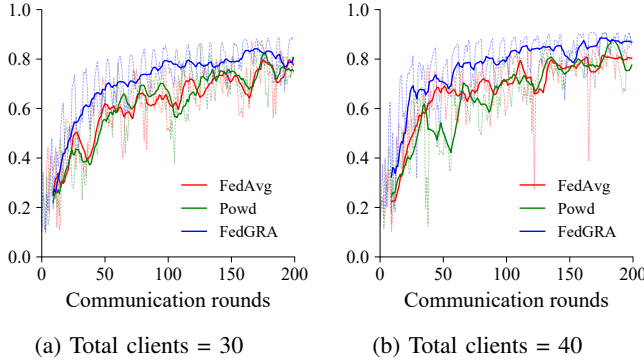 1.0
0.8
0.6
0.4
0.2
0.0
0 50 100 150 200
Communication rounds
FedAvg
Powd
FedGRA
(a) Total clients = 30
1.0
0.8
0.6
0.4
0.2
0.0
0 50 100 150 200
Communication rounds
FedAvg
Powd
FedGRA
(b) Total clients = 40